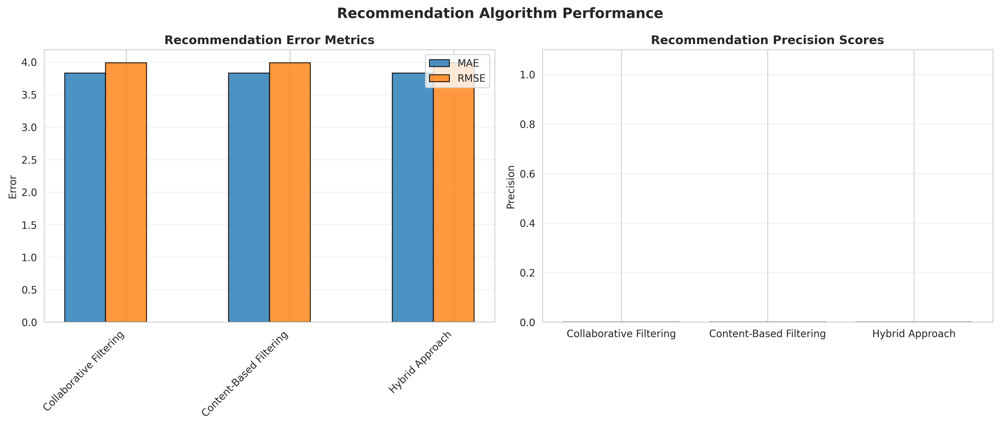 Recommendation Algorithm Performance
Recommendation Error Metrics
Error
4.0
3.5
3.0
2.5
2.0
1.5
1.0
0.5
0.0
MAE
RMSE
Collaborative Filtering
Content-Based Filtering
Hybrid Approach
Recommendation Precision Scores
Precision
1.0
0.8
0.6
0.4
0.2
0.0
Collaborative Filtering
Content-Based Filtering
Hybrid Approach